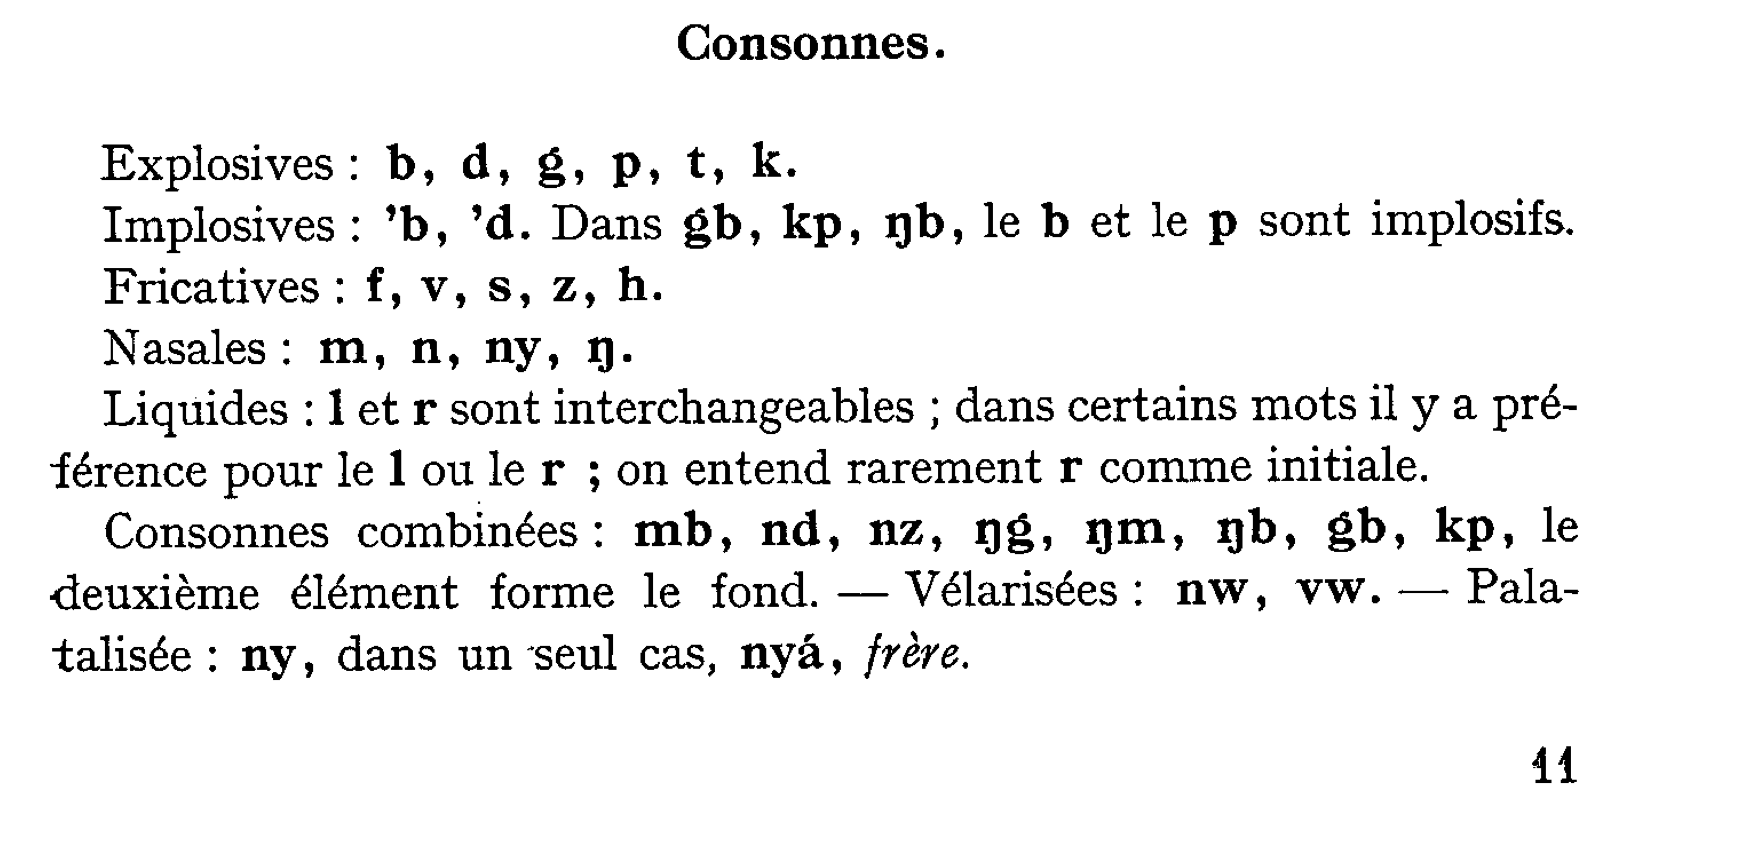 Consonnes.
Explosives : b, d, ǵ, p, t, k.
Implosives : ’b, ’d. Dans ǵb, kp, ŋb, le b et le p sont implosifs.
Fricatives : f, v, s, z, h.
Nasales : m, n, ny, ŋ.
Liquides : l et r sont interchangeables ; dans certains mots il y a pré-
férence pour le l ou le r ; on entend rarement r comme initiale.
Consonnes combinées : mb, nd, nz, ŋǵ, ŋm, ŋb, ǵb, kp, le
deuxième élément forme le fond. — Vélarisées : nw, vw. — Pala-
talisée : ny, dans un seul cas, nyá, frère.
11